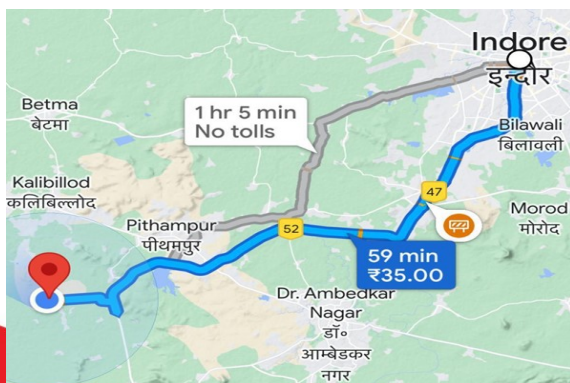 Indore
इन्दौर
Betma
बेटमा
1 hr 5 min
No tolls
Bilawali
बिलावली
Kalibillod
कलिबिल्लोद
47
Morod
मोरोद
Pithampur
पीथमपुर
52
59 min
₹35.00
Dr. Ambedkar
Nagar
डॉ०
आम्बेडकर
नगर